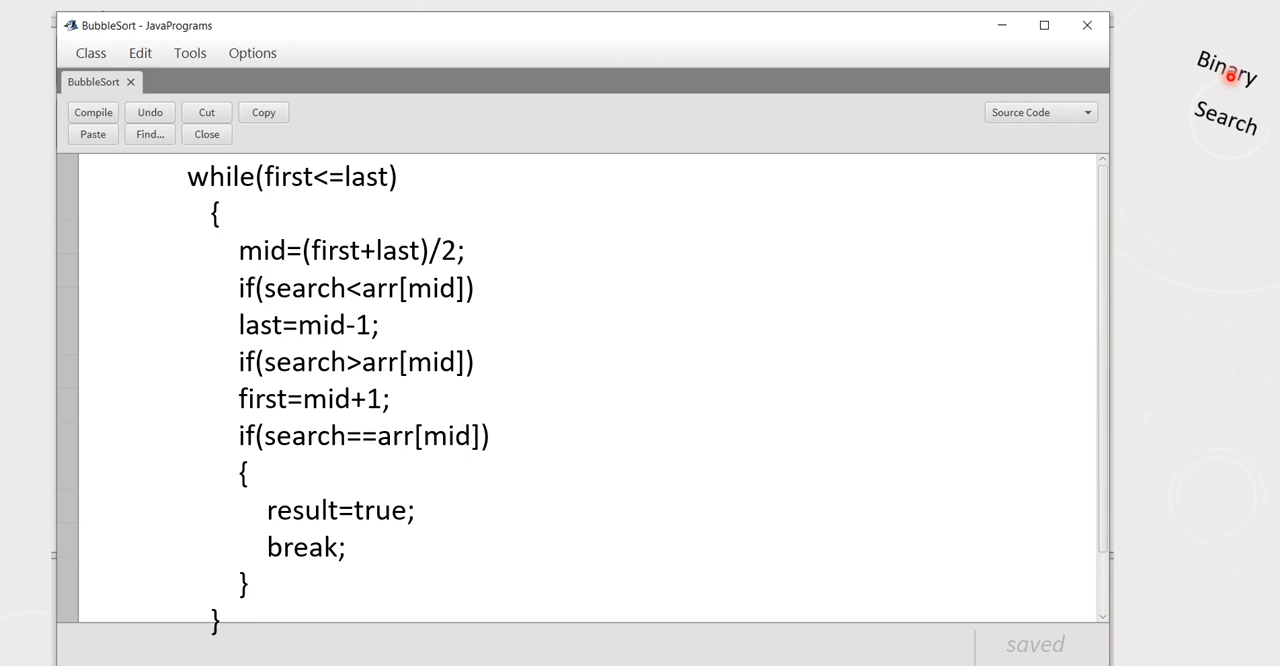 BubbleSort - JavaPrograms
Class Edit Tools Options
BubbleSort
Compile Undo Cut Copy Source Code
Paste Find... Close
Binary
Search
while(first<=last)
{
mid=(first+last)/2;
if(search<arr[mid])
last=mid-1;
if(search>arr[mid])
first=mid+1;
if(search==arr[mid])
{
result=true;
break;
}
}
saved